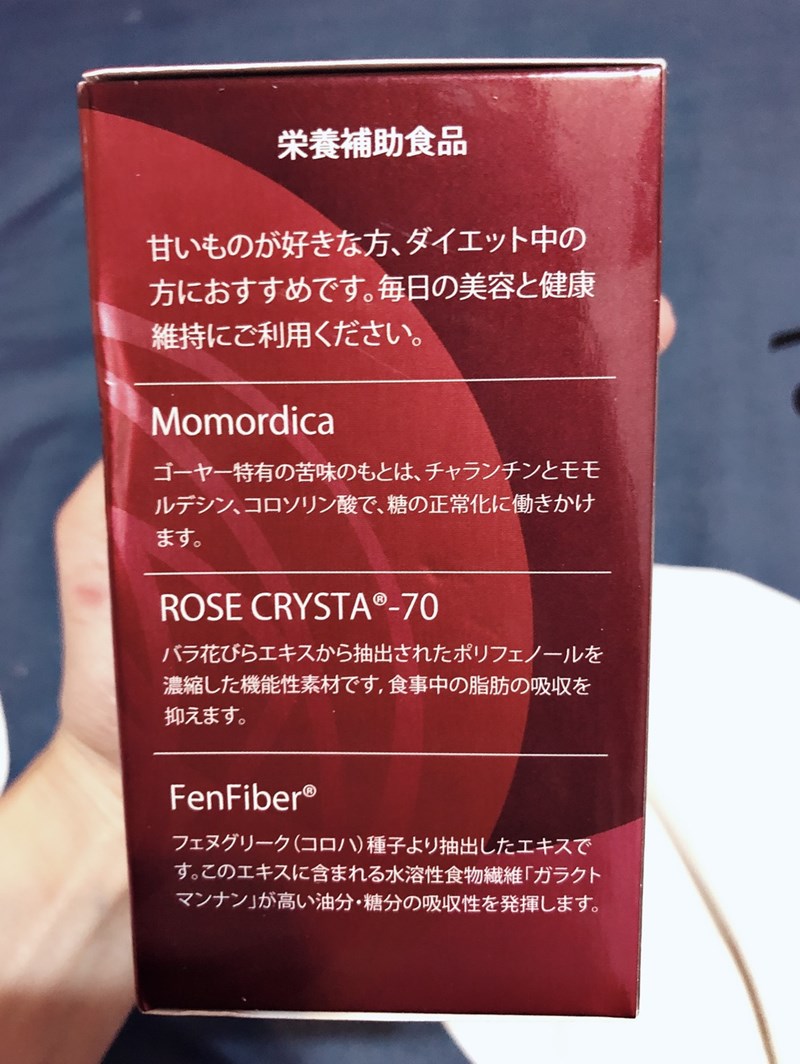 栄養補助食品
甘いものが好きな方、ダイエット中の
方におすすめです。毎日の美容と健康
維持にご利用ください。
Momordica
ゴーヤー特有の苦味のもとは、チャランチンとモモ
ルデシン、コロソリン酸で、糖の正常化に働きかけ
ます。
ROSE CRYSTA®-70
バラ花びらエキスから抽出されたポリフェノールを
濃縮した機能性素材です, 食事中の脂肪の吸収を
抑えます。
FenFiber®
フェヌグリーク(コロハ)種子より抽出したエキスで
す。このエキスに含まれる水溶性食物繊維「ガラクト
マンナン」が高い油分・糖分の吸収性を発揮します。